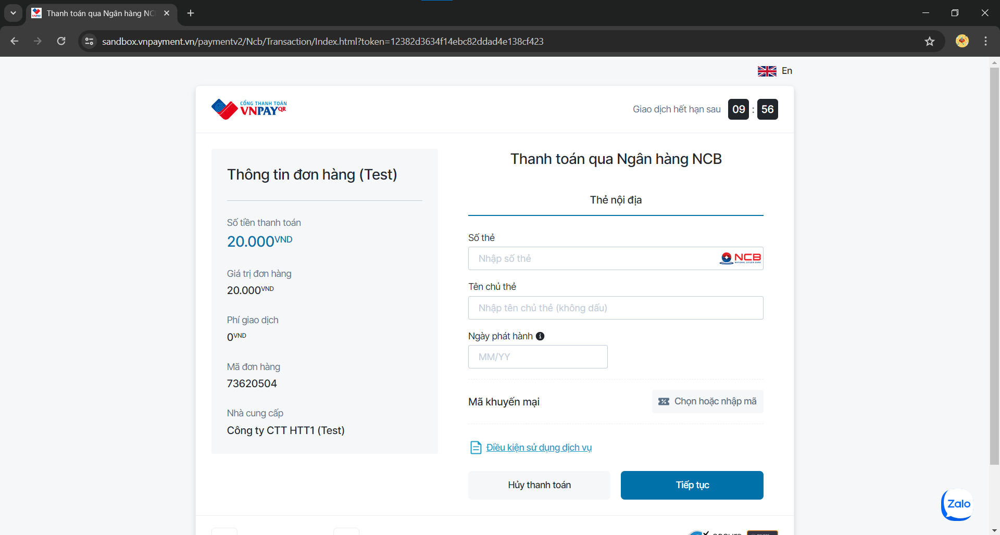 Thanh toán qua Ngân hàng NC
sandbox.vnpayment.vn/paymentv2/Ncb/Transaction/Index.html?token=12382d3634f14ebc82ddad4e138cf423
En
CỔNG THANH TOÁN
VNPAYQR
Giao dịch hết hạn sau 09 : 56
Thông tin đơn hàng (Test)
Số tiền thanh toán
20.000VND
Giá trị đơn hàng
20.000VND
Phí giao dịch
0VND
Mã đơn hàng
73620504
Nhà cung cấp
Công ty CTT HTT1 (Test)
Thanh toán qua Ngân hàng NCB
Thẻ nội địa
Số thẻ
Nhập số thẻ
NCB
NATIONAL CITIZEN BANK
Tên chủ thẻ
Nhập tên chủ thẻ (không dấu)
Ngày phát hành
MM/YY
Mã khuyến mại
Chọn hoặc nhập mã
Điều kiện sử dụng dịch vụ
Hủy thanh toán
Tiếp tục
Zalo